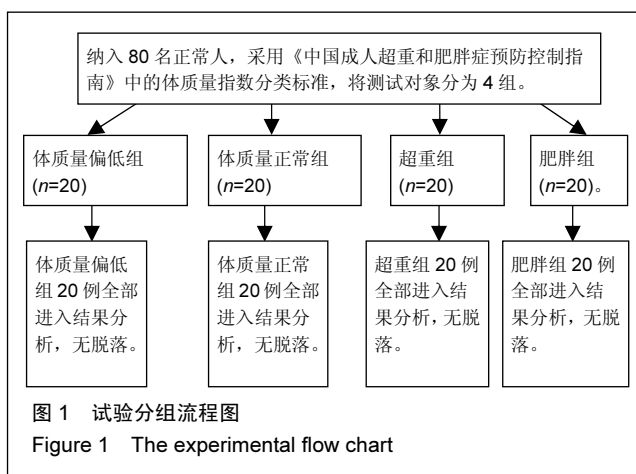 纳入 80 名正常人，采用《中国成人超重和肥胖症预防控制指
南》中的体质量指数分类标准，将测试对象分为 4 组。
体质量偏低组
(n=20)
体质量正常组
(n=20)
超重组
(n=20)
肥胖组
(n=20)。
体质量偏低
组 20 例全部
进入结果分
析，无脱落。
体质量正常
组 20 例全部
进入结果分
析，无脱落。
超重组 20 例
全部进入结
果分析，无脱
落。
肥胖组 20 例
全部进入结
果分析，无脱
落。
图 1 试验分组流程图
Figure 1 The experimental flow chart